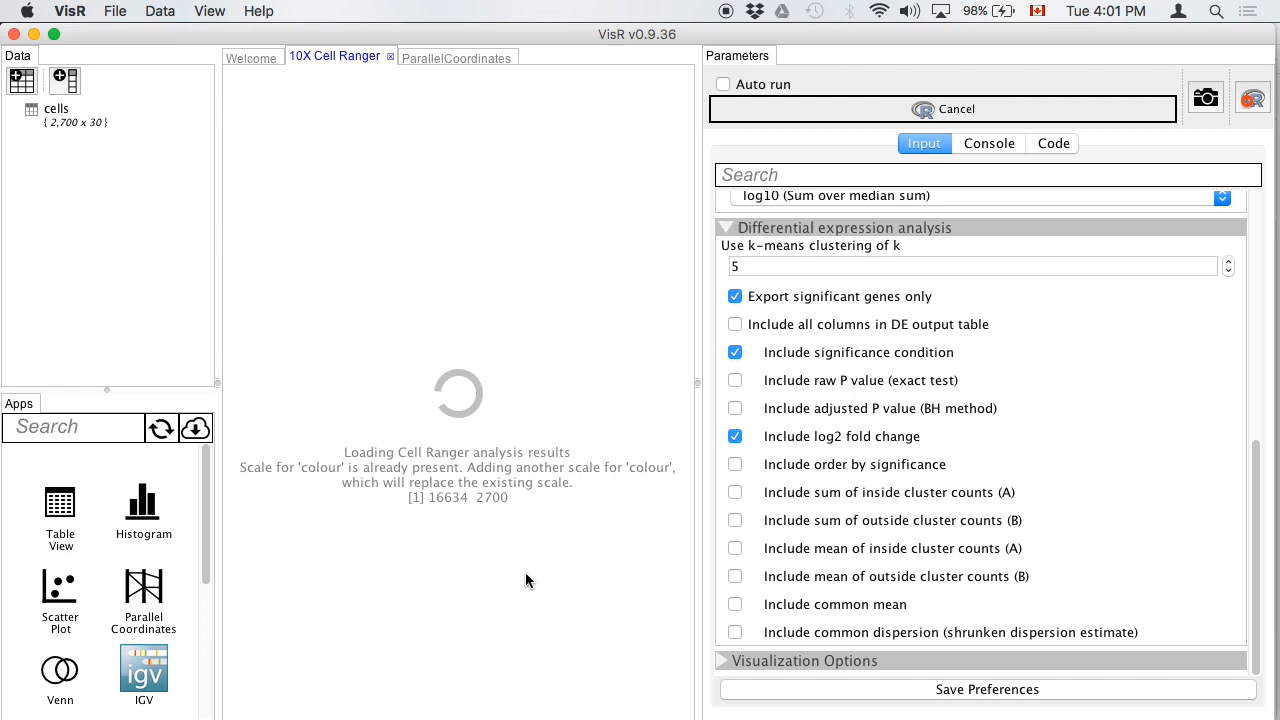 VisR File Data View Help 98% Tue 4:01 PM
VisR v0.9.36
Data
cells
{ 2,700 x 30 }
Apps
Search
Table View
Histogram
Scatter Plot
Parallel Coordinates
Venn
igv
IGV
Welcome 10X Cell Ranger ParallelCoordinates
Loading Cell Ranger analysis results
Scale for 'colour' is already present. Adding another scale for 'colour',
which will replace the existing scale.
[1] 16634 2700
Parameters
Auto run
Cancel
Input Console Code
Search
log10 (Sum over median sum)
Differential expression analysis
Use k-means clustering of k
5
Export significant genes only
Include all columns in DE output table
Include significance condition
Include raw P value (exact test)
Include adjusted P value (BH method)
Include log2 fold change
Include order by significance
Include sum of inside cluster counts (A)
Include sum of outside cluster counts (B)
Include mean of inside cluster counts (A)
Include mean of outside cluster counts (B)
Include common mean
Include common dispersion (shrunken dispersion estimate)
Visualization Options
Save Preferences